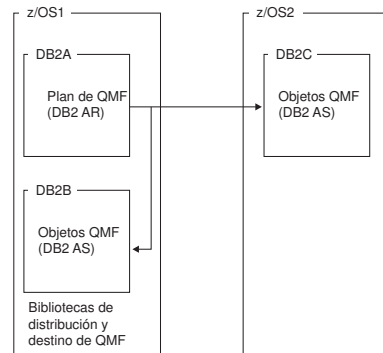 z/OS1
DB2A
Plan de QMF
(DB2 AR)
DB2B
Objetos QMF
(DB2 AS)
Bibliotecas de
distribución y
destino de QMF
z/OS2
DB2C
Objetos QMF
(DB2 AS)